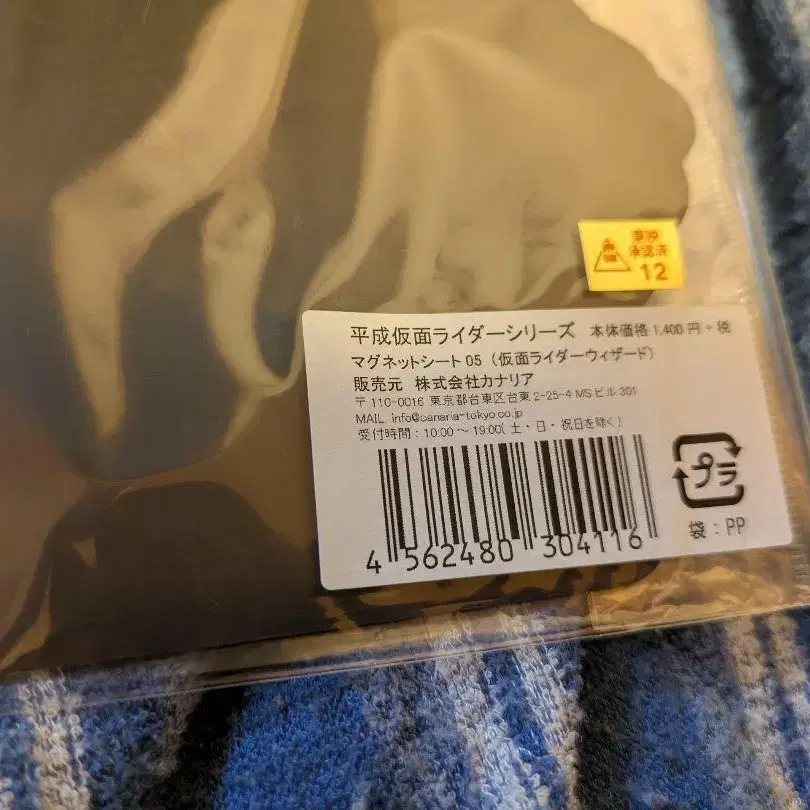 東映
承認済
12
平成仮面ライダーシリーズ 本体価格 1,400 円+税
マグネットシート 05(仮面ライダーウィザード)
販売元 株式会社カナリア
〒110-0016 東京都台東区台東 2-25-4 MS ビル 301
MAIL info@canaria-tokyo.co.jp
受付時間:10:00~19:00(土・日・祝日を除く)
プラ
袋:PP
4 562480 304116